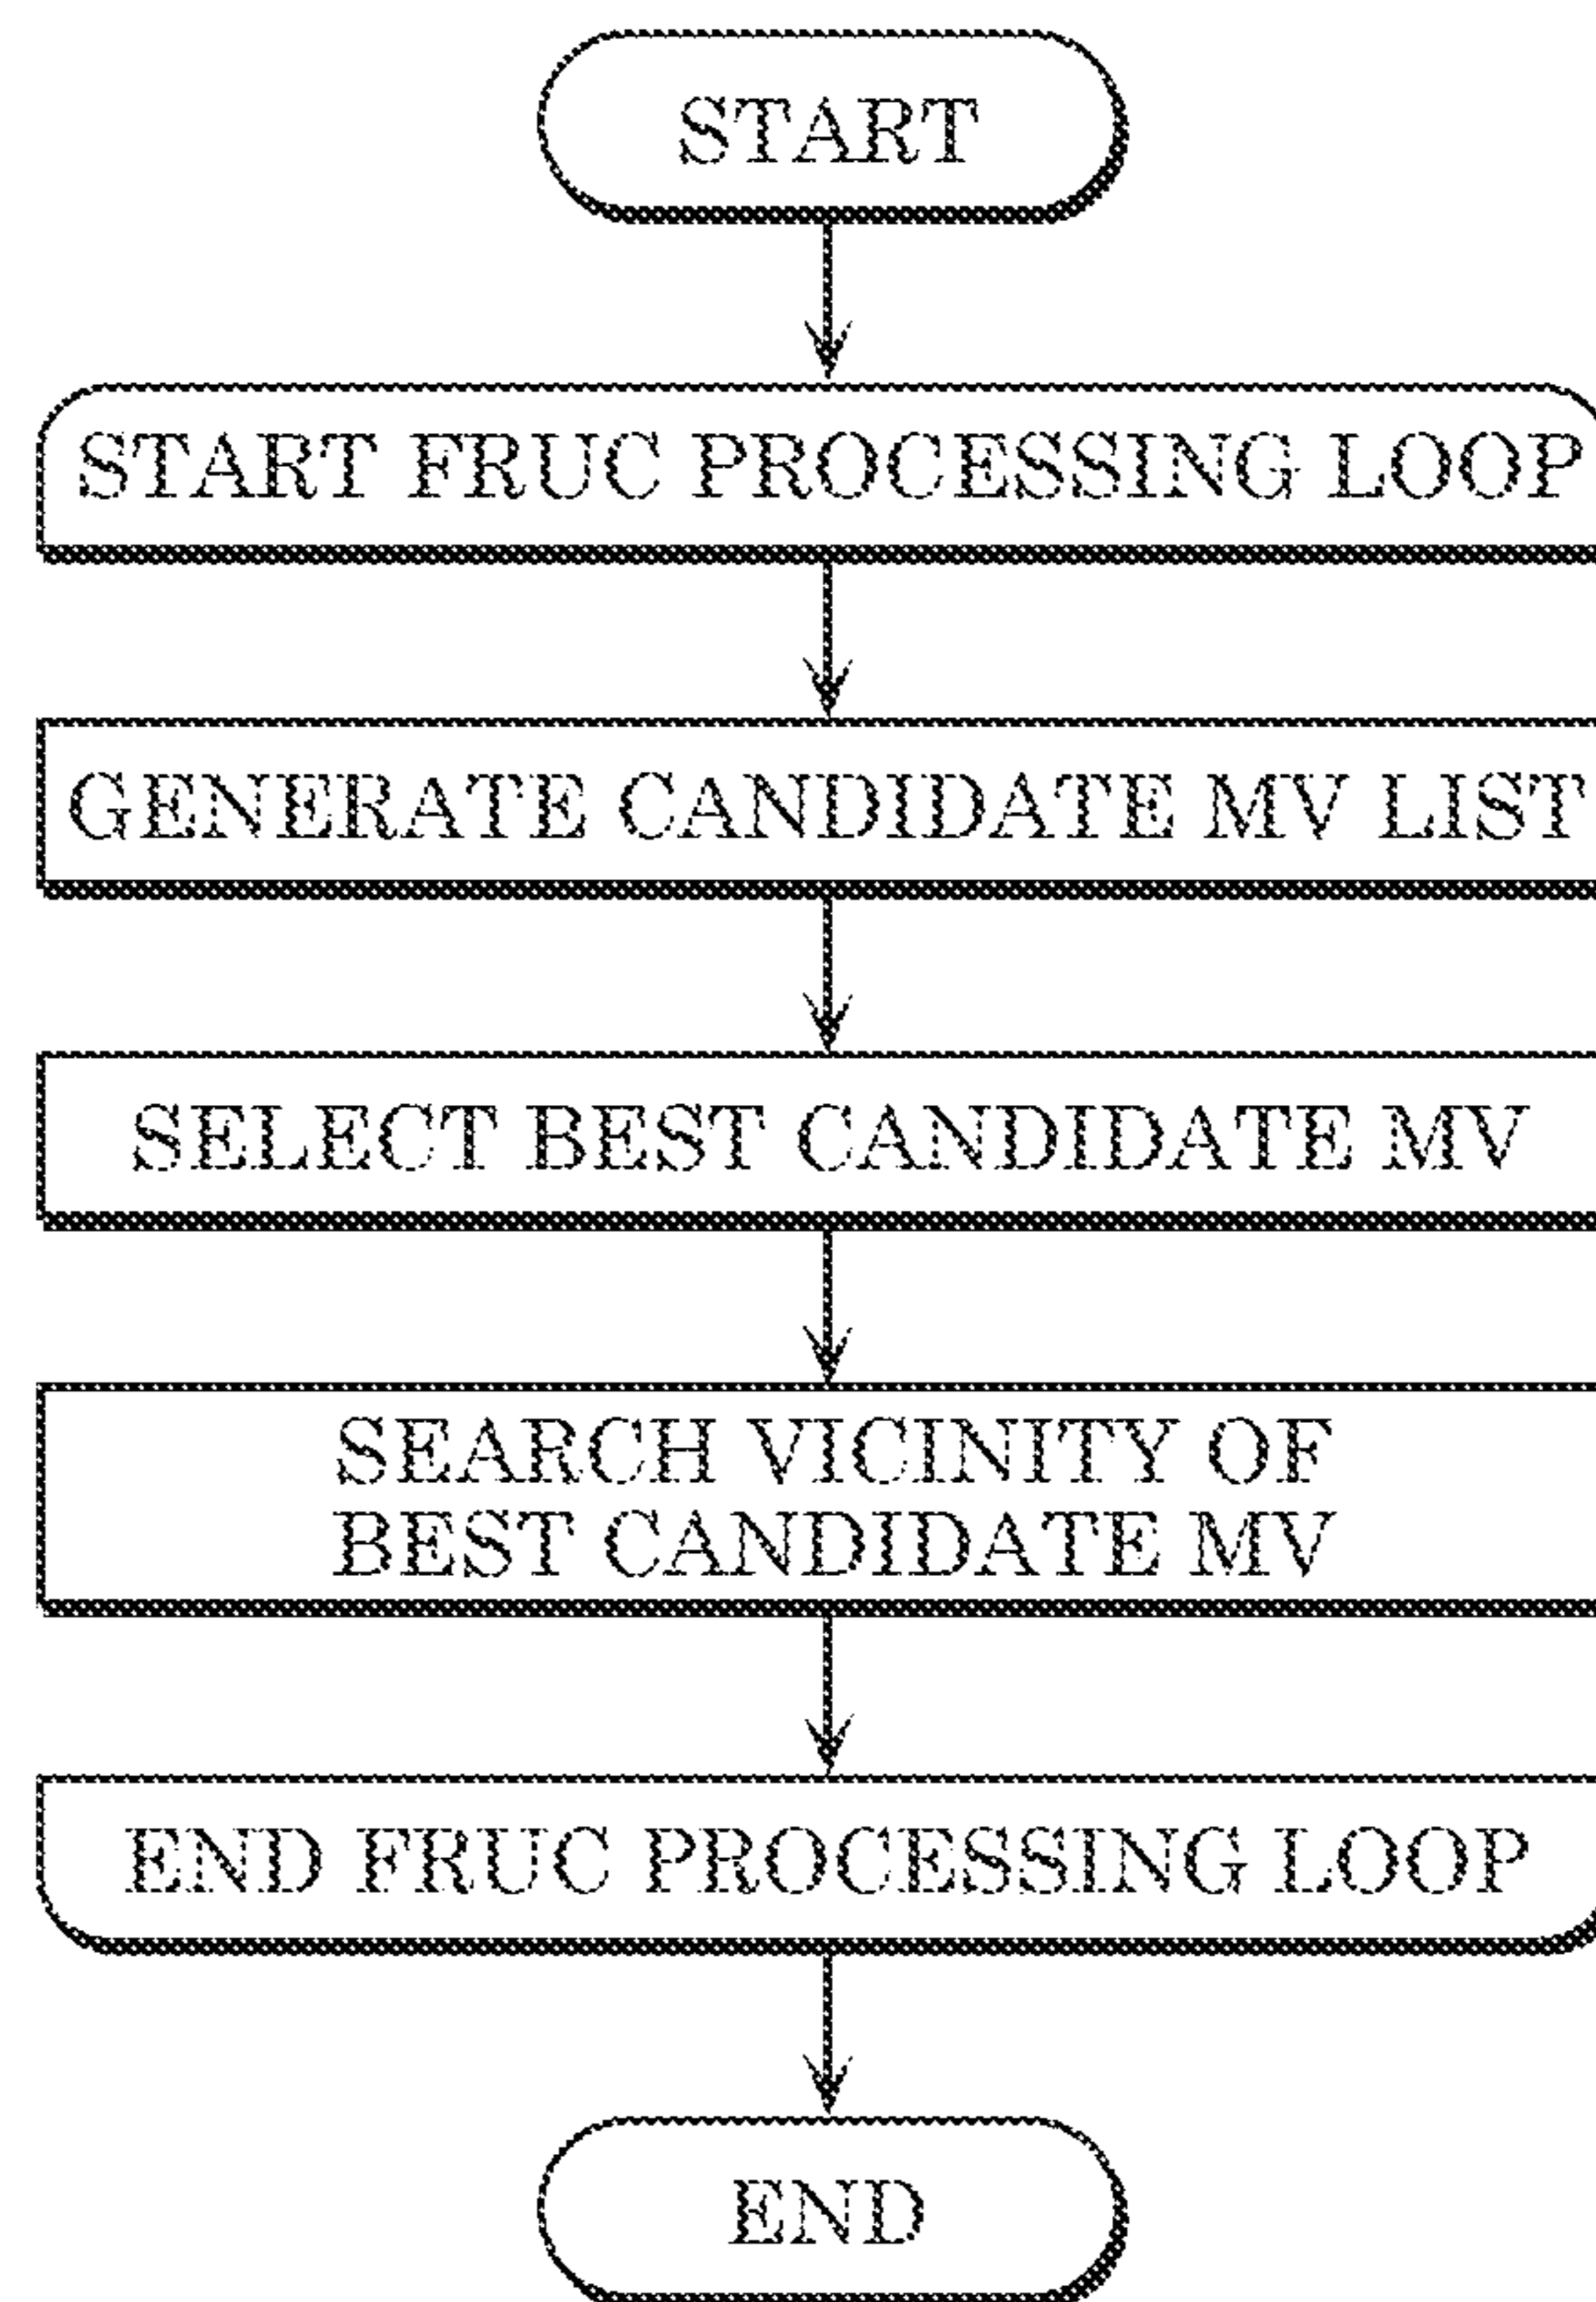 START
START FRUC PROCESSING LOOP
GENERATE CANDIDATE MV LIST
SELECT BEST CANDIDATE MV
SEARCH VICINITY OF
BEST CANDIDATE MV
END FRUC PROCESSING LOOP
END